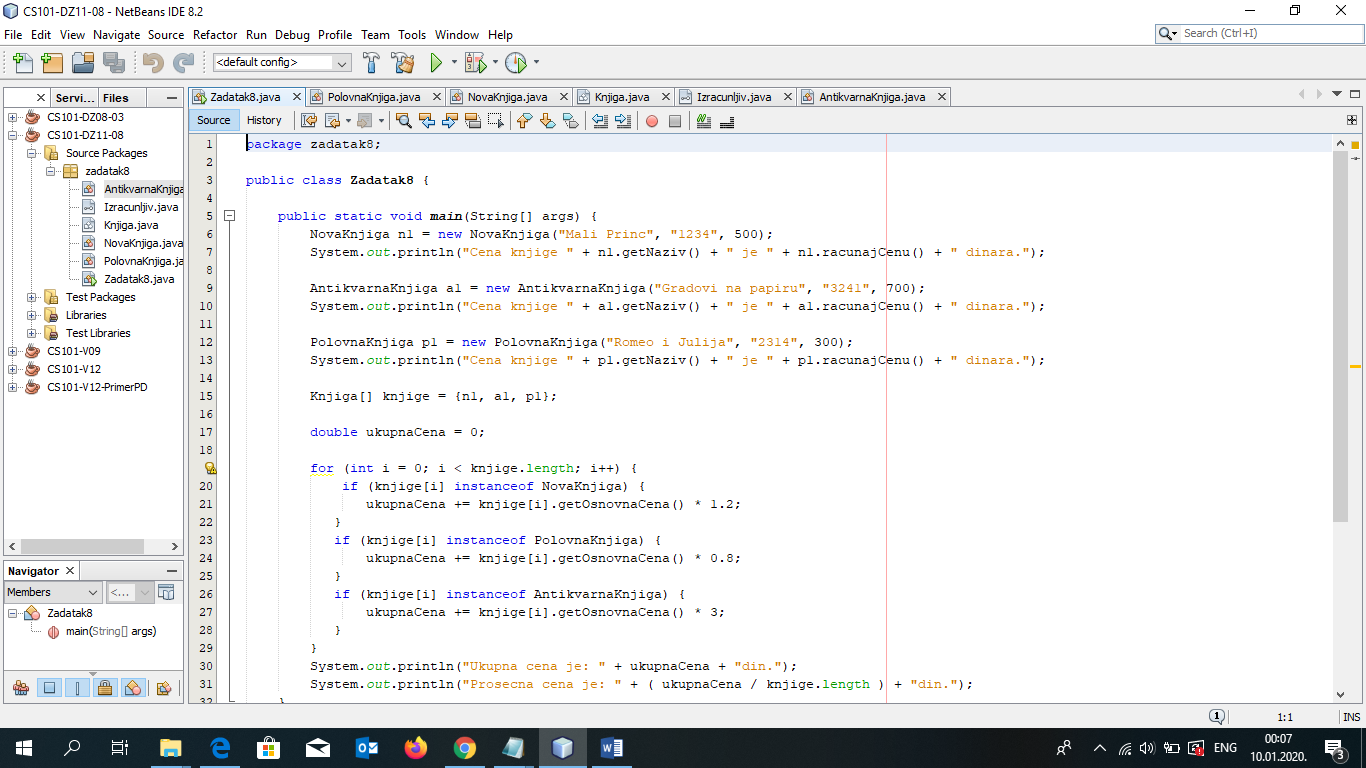 CS101-DZ11-08 - NetBeans IDE 8.2
File Edit View Navigate Source Refactor Run Debug Profile Team Tools Window Help
Search (Ctrl+I)
<default config>
Servi... Files
Zadatak8.java PolovnaKnjiga.java NovaKnjiga.java Knjiga.java Izracunljiv.java AntikvarnaKnjiga.java
Source History
CS101-DZ08-03
CS101-DZ11-08
Source Packages
zadatak8
AntikvarnaKnjiga
Izracunljiv.java
Knjiga.java
NovaKnjiga.java
PolovnaKnjiga.ja
Zadatak8.java
Test Packages
Libraries
Test Libraries
CS101-V09
CS101-V12
CS101-V12-PrimerPD
Navigator
Members <...
Zadatak8
main(String[] args)
1 package zadatak8;
2
3 public class Zadatak8 {
4
5 public static void main(String[] args) {
6 NovaKnjiga n1 = new NovaKnjiga("Mali Princ", "1234", 500);
7 System.out.println("Cena knjige " + n1.getNaziv() + " je " + n1.racunajCenu() + " dinara.");
8
9 AntikvarnaKnjiga a1 = new AntikvarnaKnjiga("Gradovi na papiru", "3241", 700);
10 System.out.println("Cena knjige " + a1.getNaziv() + " je " + a1.racunajCenu() + " dinara.");
11
12 PolovnaKnjiga p1 = new PolovnaKnjiga("Romeo i Julija", "2314", 300);
13 System.out.println("Cena knjige " + p1.getNaziv() + " je " + p1.racunajCenu() + " dinara.");
14
15 Knjiga[] knjige = {n1, a1, p1};
16
17 double ukupnaCena = 0;
18
for (int i = 0; i < knjige.length; i++) {
20 if (knjige[i] instanceof NovaKnjiga) {
21 ukupnaCena += knjige[i].getOsnovnaCena() * 1.2;
22 }
23 if (knjige[i] instanceof PolovnaKnjiga) {
24 ukupnaCena += knjige[i].getOsnovnaCena() * 0.8;
25 }
26 if (knjige[i] instanceof AntikvarnaKnjiga) {
27 ukupnaCena += knjige[i].getOsnovnaCena() * 3;
28 }
29 }
30 System.out.println("Ukupna cena je: " + ukupnaCena + "din.");
31 System.out.println("Prosecna cena je: " + ( ukupnaCena / knjige.length ) + "din.");
32 }
1 1:1 INS
ENG 00:07
10.01.2020. 3